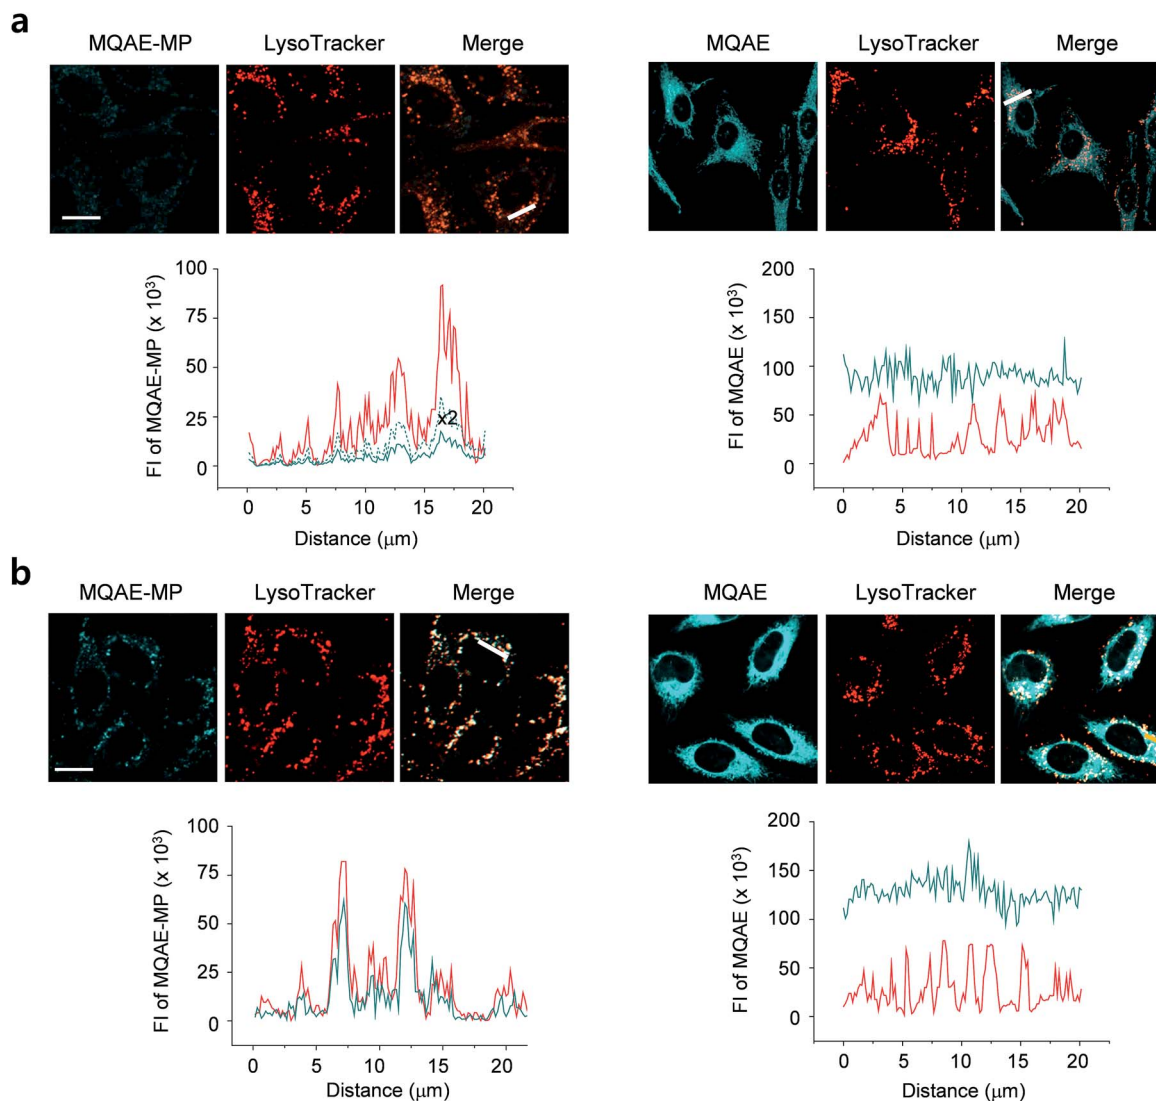 a
MQAE-MP LysoTracker Merge
MQAE LysoTracker Merge
FI of MQAE-MP (x 10³)
100
75
50
25
0
x2
0 5 10 15 20
Distance (μm)
FI of MQAE (x 10³)
200
150
100
50
0
0 5 10 15 20
Distance (μm)
b
MQAE-MP LysoTracker Merge
MQAE LysoTracker Merge
FI of MQAE-MP (x 10³)
100
75
50
25
0
0 5 10 15 20
Distance (μm)
FI of MQAE (x 10³)
200
150
100
50
0
0 5 10 15 20
Distance (μm)